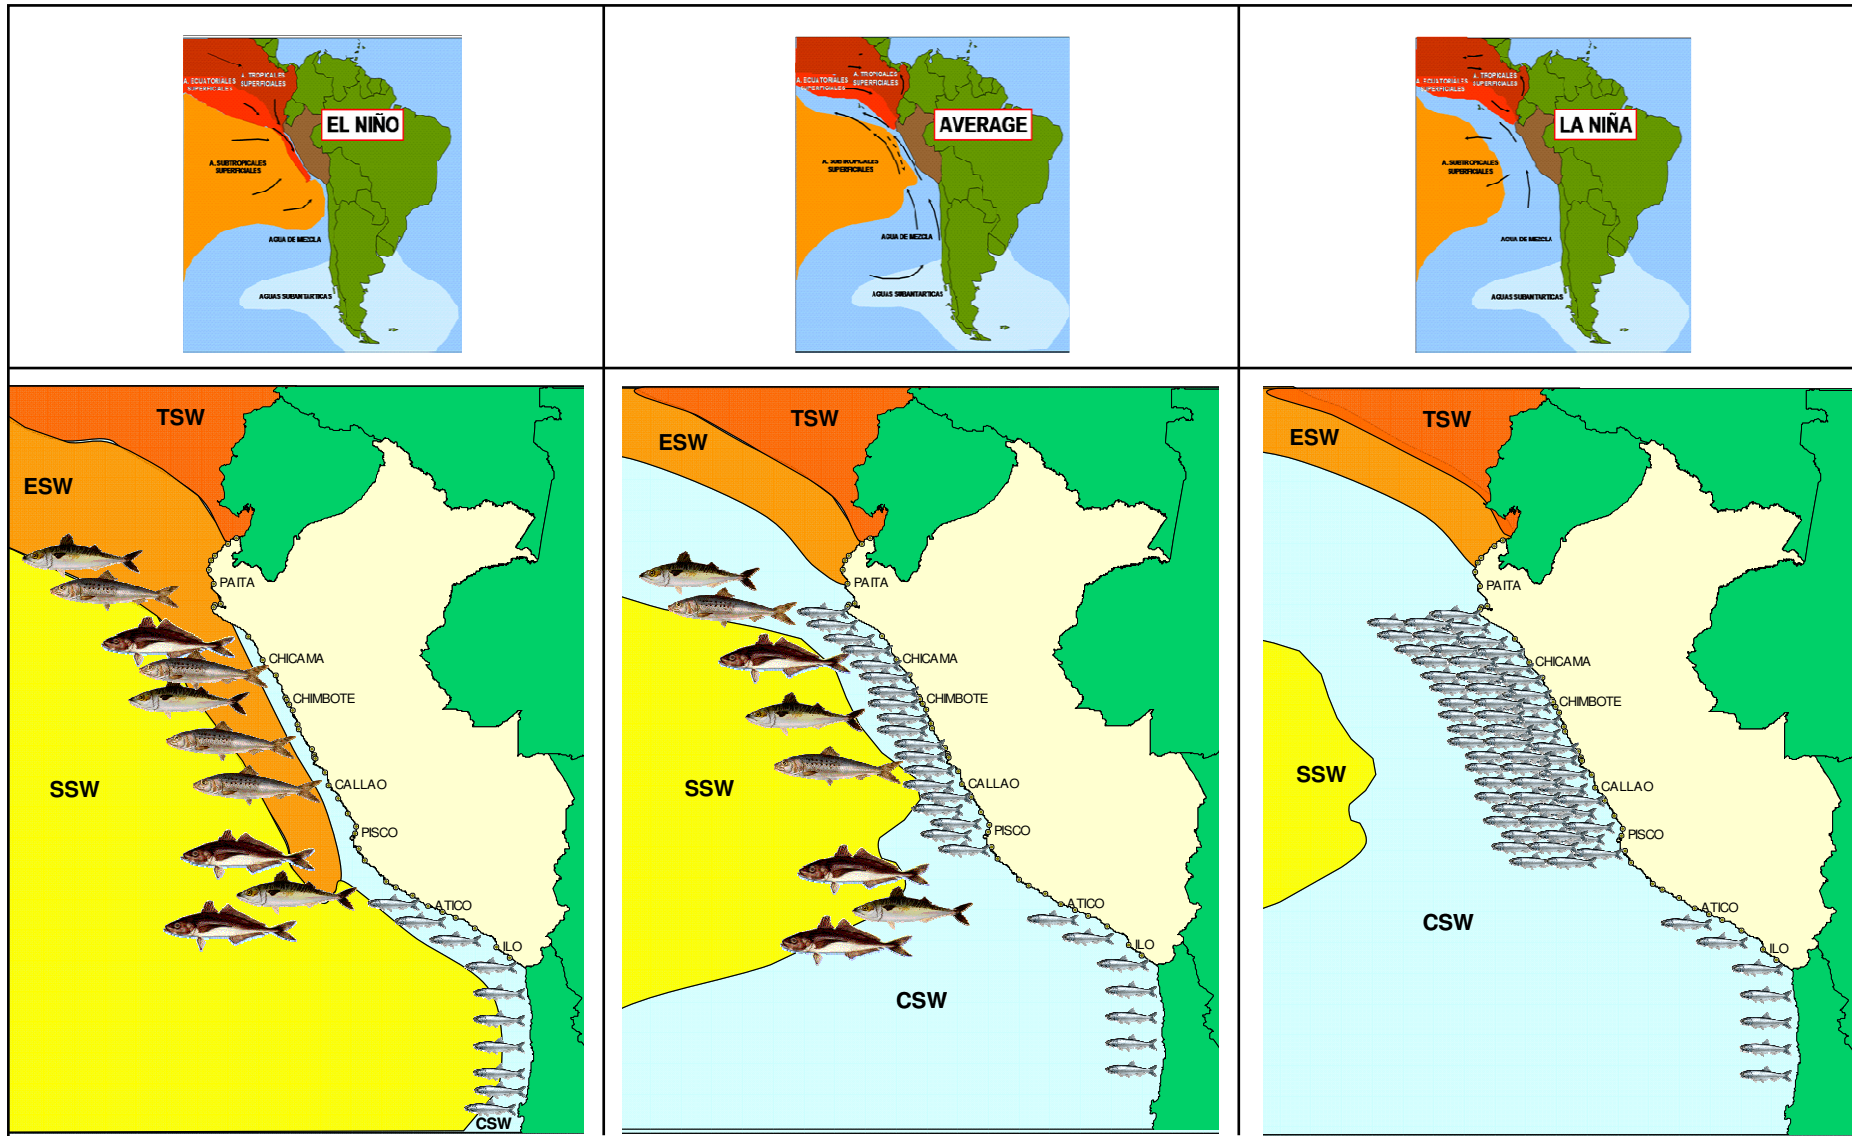 A. ECUATORIALES SUPERFICIALES
A. TROPICALES SUPERFICIALES
EL NIÑO
A. SUBTROPICALES
SUPERFICIALES
AGUA DE MEZCLA
AGUAS SUBANTARTICAS
A. ECUATORIALES SUPERFICIALES
A. TROPICALES SUPERFICIALES
AVERAGE
A. SUBTROPICALES
SUPERFICIALES
AGUA DE MEZCLA
AGUAS SUBANTARTICAS
A. ECUATORIALES SUPERFICIALES
A. TROPICALES SUPERFICIALES
LA NIÑA
A. SUBTROPICALES
SUPERFICIALES
AGUA DE MEZCLA
AGUAS SUBANTARTICAS
TSW
ESW
PAITA
CHICAMA
CHIMBOTE
CALLAO
SSW
PISCO
ATICO
ILO
CSW
TSW
ESW
PAITA
CHICAMA
CHIMBOTE
CALLAO
SSW
PISCO
ATICO
ILO
CSW
TSW
ESW
PAITA
CHICAMA
CHIMBOTE
SSW
CALLAO
PISCO
ATICO
CSW
ILO